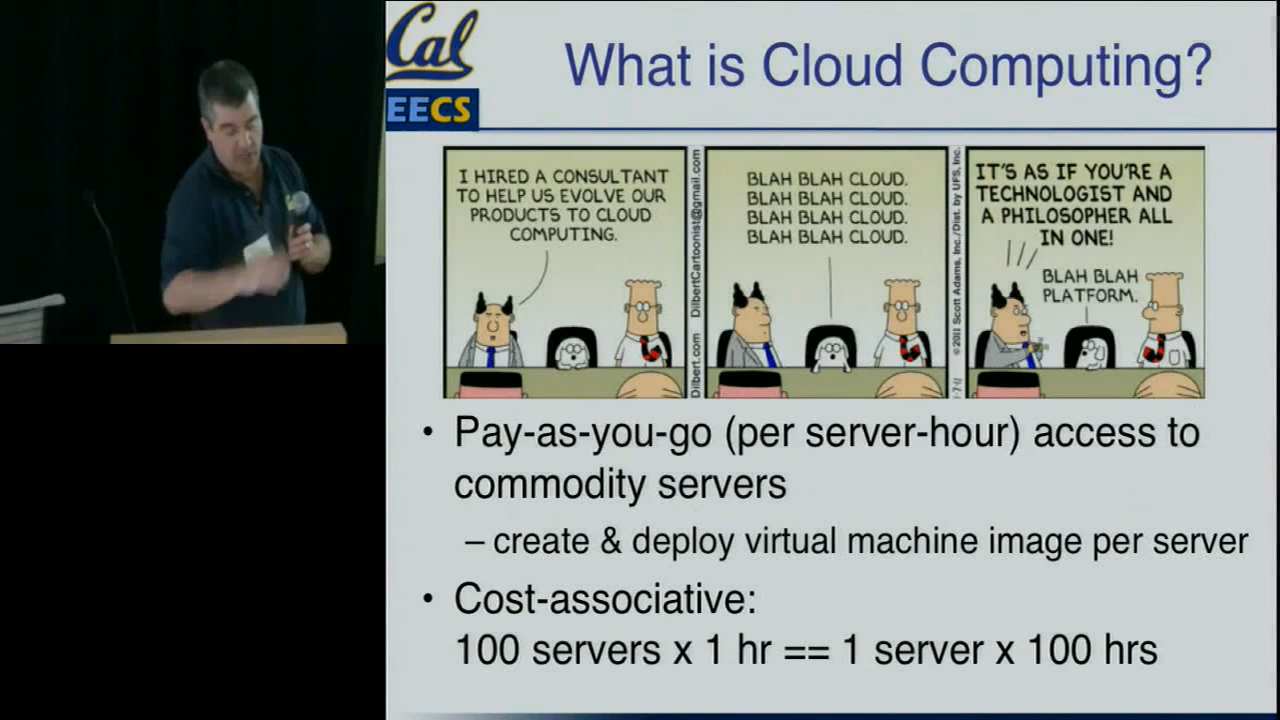 Cal
EECS
What is Cloud Computing?
I HIRED A CONSULTANT
TO HELP US EVOLVE OUR
PRODUCTS TO CLOUD
COMPUTING.
Dilbert.com DilbertCartoonist@gmail.com
BLAH BLAH CLOUD.
BLAH BLAH CLOUD.
BLAH BLAH CLOUD.
BLAH BLAH CLOUD.
©2011 Scott Adams, Inc./Dist. by UFS, Inc.
IT'S AS IF YOU'RE A
TECHNOLOGIST AND
A PHILOSOPHER ALL
IN ONE!
BLAH BLAH
PLATFORM.
• Pay-as-you-go (per server-hour) access to
commodity servers
– create & deploy virtual machine image per server
• Cost-associative:
100 servers x 1 hr == 1 server x 100 hrs